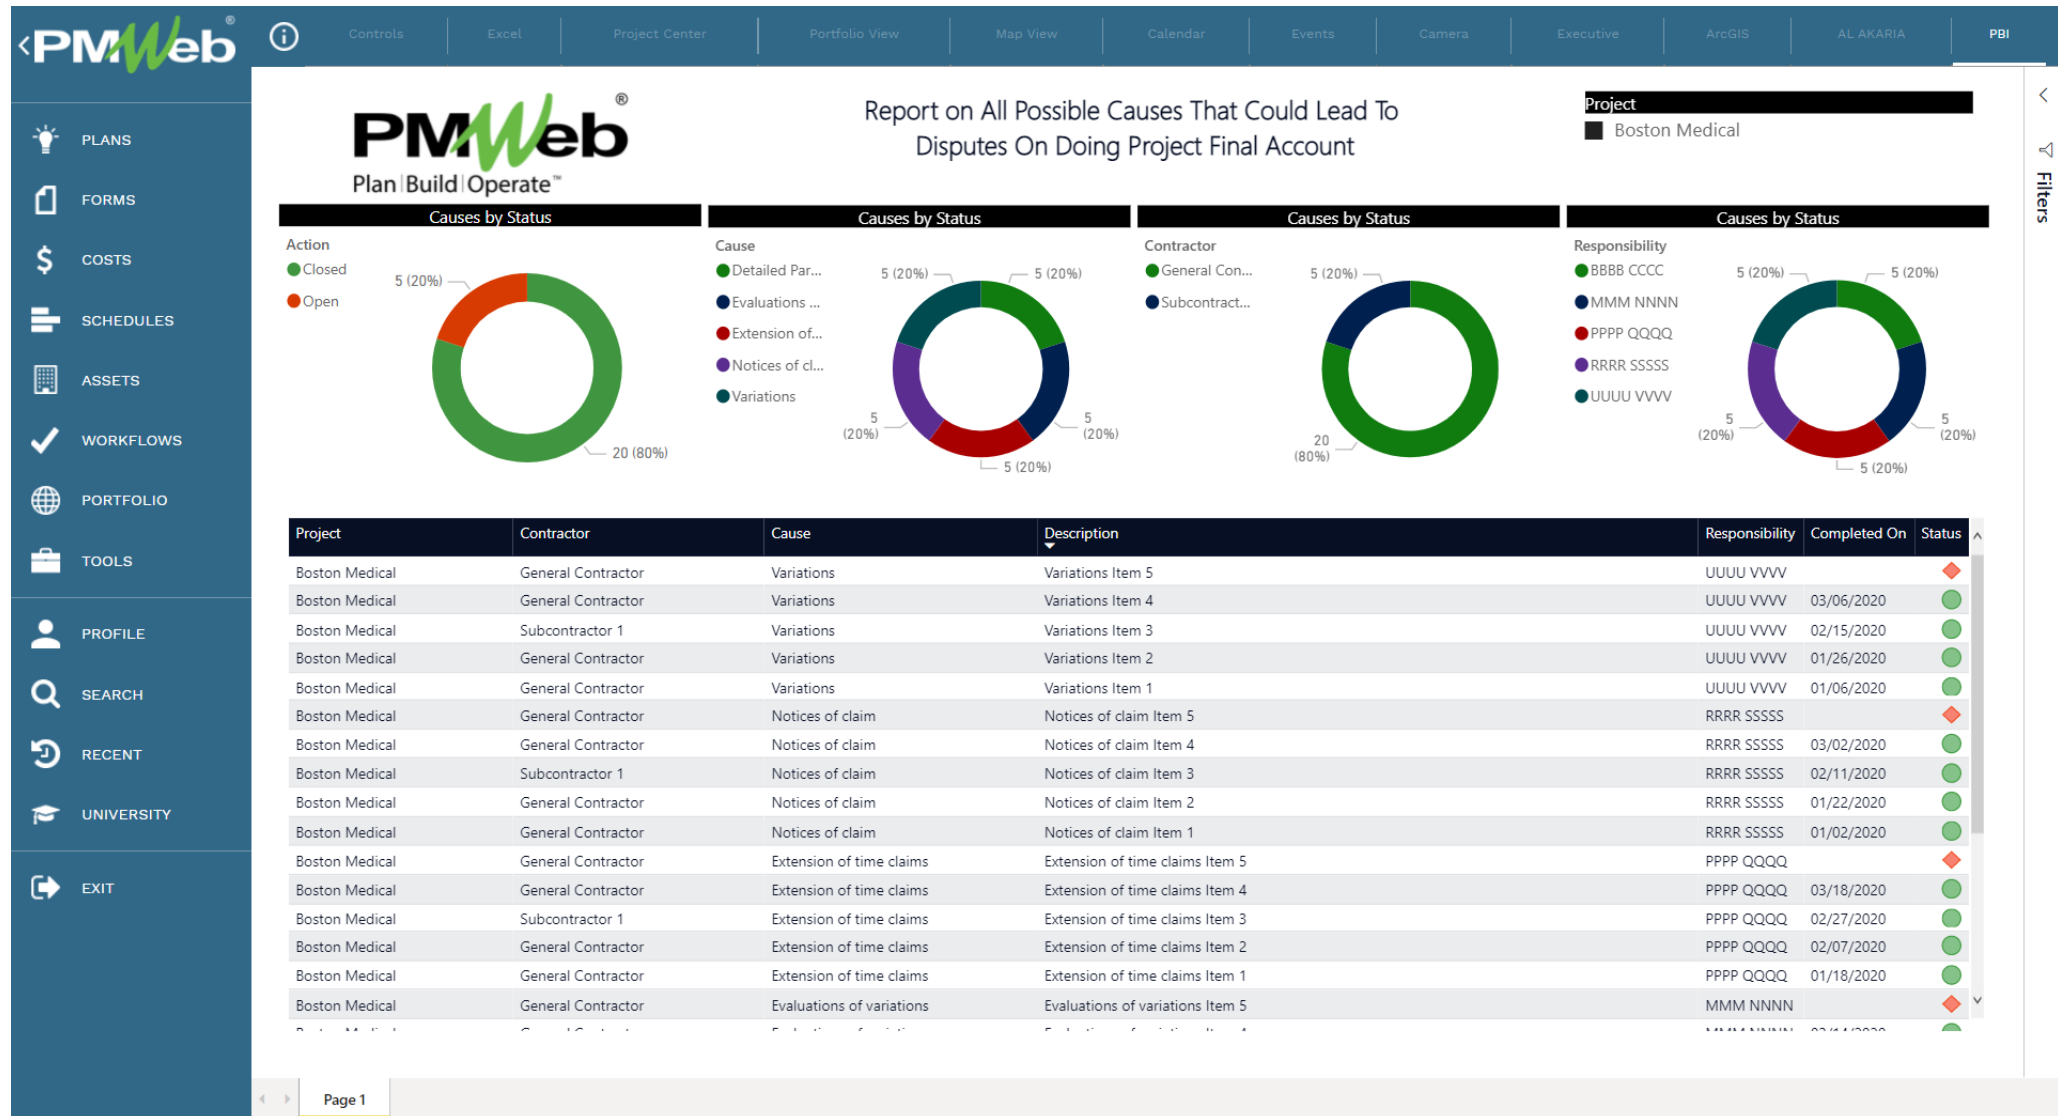 PMWeb®
Controls
Excel
Project Center
Portfolio View
Map View
Calendar
Events
Camera
Executive
ArcGIS
AL AKARIA
PBI
PLANS
FORMS
COSTS
SCHEDULES
ASSETS
WORKFLOWS
PORTFOLIO
TOOLS
PROFILE
SEARCH
RECENT
UNIVERSITY
EXIT
PMWeb®
Plan|Build|Operate™
Report on All Possible Causes That Could Lead To
Disputes On Doing Project Final Account
Project
Boston Medical
Filters
Causes by Status
Action
Closed
Open
5 (20%)
20 (80%)
Causes by Status
Cause
Detailed Par...
Evaluations ...
Extension of...
Notices of cl...
Variations
5 (20%)
5 (20%)
5
(20%)
5
(20%)
5 (20%)
Causes by Status
Contractor
General Con...
Subcontract...
5 (20%)
20
(80%)
Causes by Status
Responsibility
BBBB CCCC
MMM NNNN
PPPP QQQQ
RRRR SSSSS
UUUU VVVV
5 (20%)
5 (20%)
5
(20%)
5
(20%)
5 (20%)
Project Contractor Cause Description Responsibility Completed On Status
Boston Medical General Contractor Variations Variations Item 5 UUUU VVVV
Boston Medical General Contractor Variations Variations Item 4 UUUU VVVV 03/06/2020
Boston Medical Subcontractor 1 Variations Variations Item 3 UUUU VVVV 02/15/2020
Boston Medical General Contractor Variations Variations Item 2 UUUU VVVV 01/26/2020
Boston Medical General Contractor Variations Variations Item 1 UUUU VVVV 01/06/2020
Boston Medical General Contractor Notices of claim Notices of claim Item 5 RRRR SSSSS
Boston Medical General Contractor Notices of claim Notices of claim Item 4 RRRR SSSSS 03/02/2020
Boston Medical Subcontractor 1 Notices of claim Notices of claim Item 3 RRRR SSSSS 02/11/2020
Boston Medical General Contractor Notices of claim Notices of claim Item 2 RRRR SSSSS 01/22/2020
Boston Medical General Contractor Notices of claim Notices of claim Item 1 RRRR SSSSS 01/02/2020
Boston Medical General Contractor Extension of time claims Extension of time claims Item 5 PPPP QQQQ
Boston Medical General Contractor Extension of time claims Extension of time claims Item 4 PPPP QQQQ 03/18/2020
Boston Medical Subcontractor 1 Extension of time claims Extension of time claims Item 3 PPPP QQQQ 02/27/2020
Boston Medical General Contractor Extension of time claims Extension of time claims Item 2 PPPP QQQQ 02/07/2020
Boston Medical General Contractor Extension of time claims Extension of time claims Item 1 PPPP QQQQ 01/18/2020
Boston Medical General Contractor Evaluations of variations Evaluations of variations Item 5 MMM NNNN
Page 1